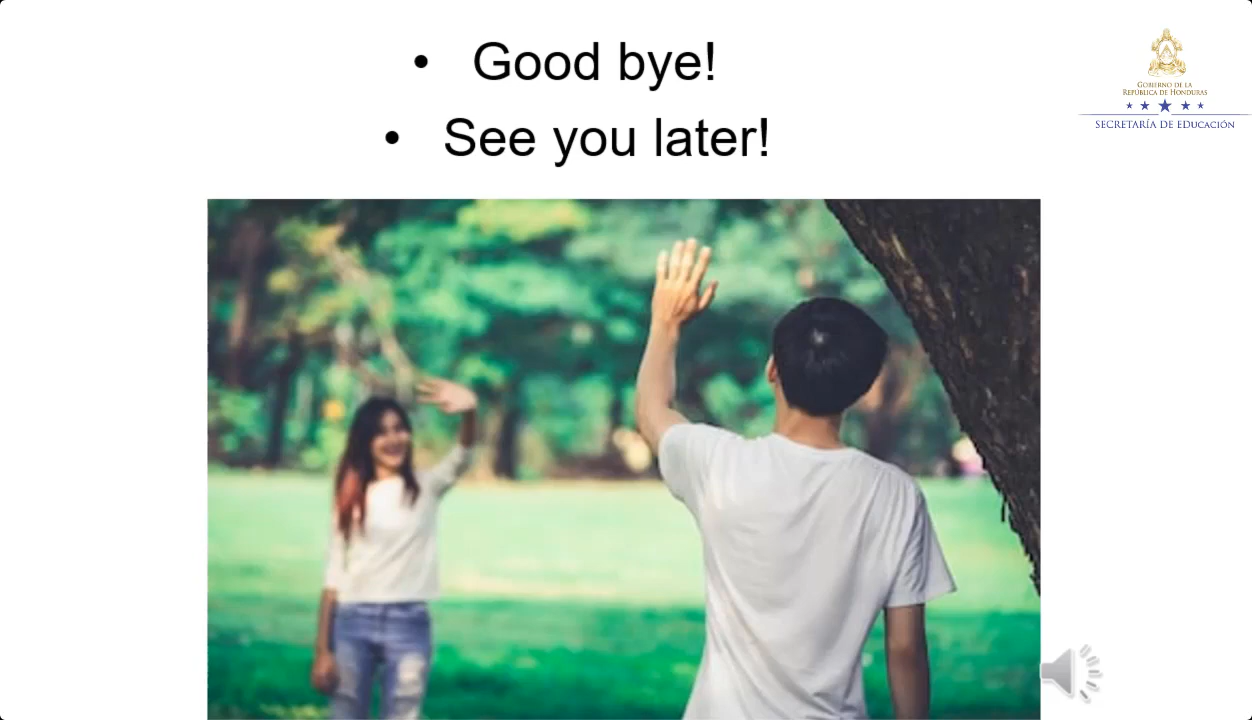 • Good bye!
• See you later!
GOBIERNO DE LA
REPÚBLICA DE HONDURAS
SECRETARÍA DE EDUCACIÓN